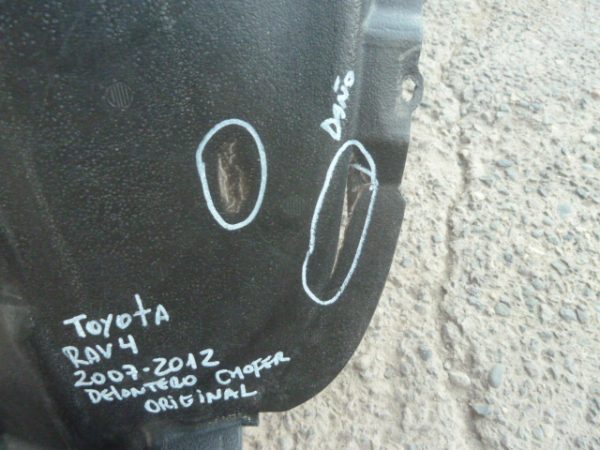 DAÑO
TOYOTA
RAV4
2007-2012
DELANTERO CHOFER
ORIGINAL